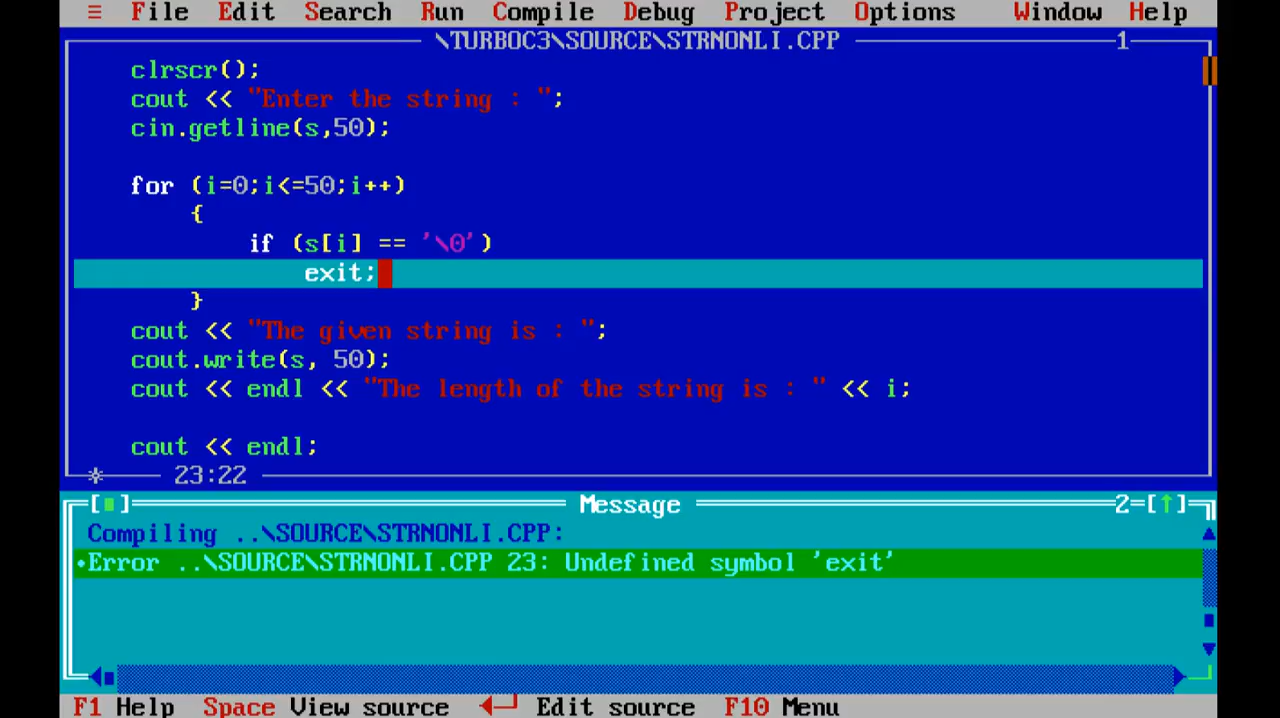 ≡ File Edit Search Run Compile Debug Project Options Window Help
\TURBOC3\SOURCE\STRNONLI.CPP 1
clrscr();
cout << "Enter the string : ";
cin.getline(s,50);
for (i=0;i<=50;i++)
{
if (s[i] == '\0')
exit;
}
cout << "The given string is : ";
cout.write(s, 50);
cout << endl << "The length of the string is : " << i;
cout << endl;
23:22
[■] Message 2=[↑]
Compiling ..\SOURCE\STRNONLI.CPP:
•Error ..\SOURCE\STRNONLI.CPP 23: Undefined symbol 'exit'
F1 Help Space View source ←┘ Edit source F10 Menu